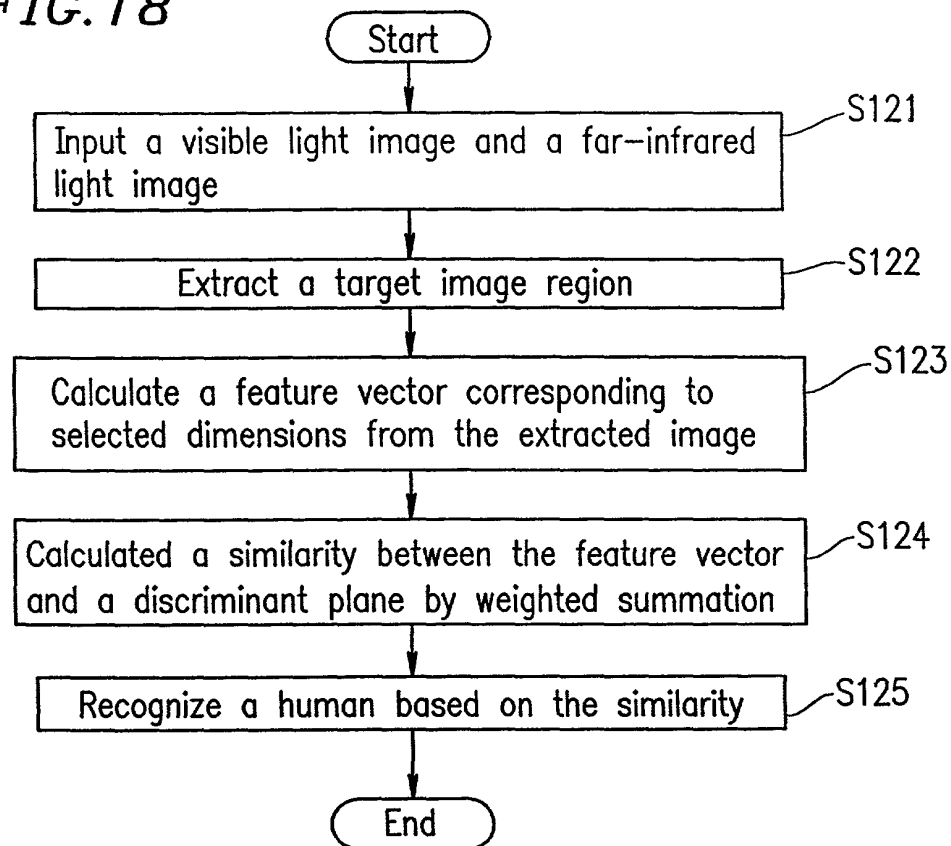 FIG. 18
Start
Input a visible light image and a far-infrared
light image
S121
Extract a target image region
S122
Calculate a feature vector corresponding to
selected dimensions from the extracted image
S123
Calculated a similarity between the feature vector
and a discriminant plane by weighted summation
S124
Recognize a human based on the similarity
S125
End